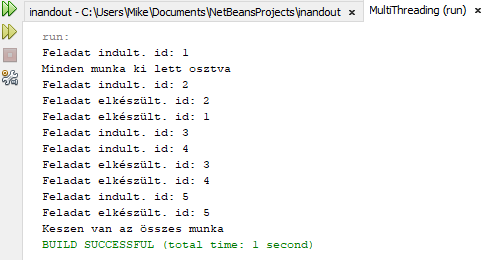 inandout - C:\Users\Mike\Documents\NetBeansProjects\inandout
MultiThreading (run)
run:
Feladat indult. id: 1
Minden munka ki lett osztva
Feladat indult. id: 2
Feladat elkészült. id: 2
Feladat elkészült. id: 1
Feladat indult. id: 3
Feladat indult. id: 4
Feladat elkészült. id: 3
Feladat elkészült. id: 4
Feladat indult. id: 5
Feladat elkészült. id: 5
Keszen van az összes munka
BUILD SUCCESSFUL (total time: 1 second)